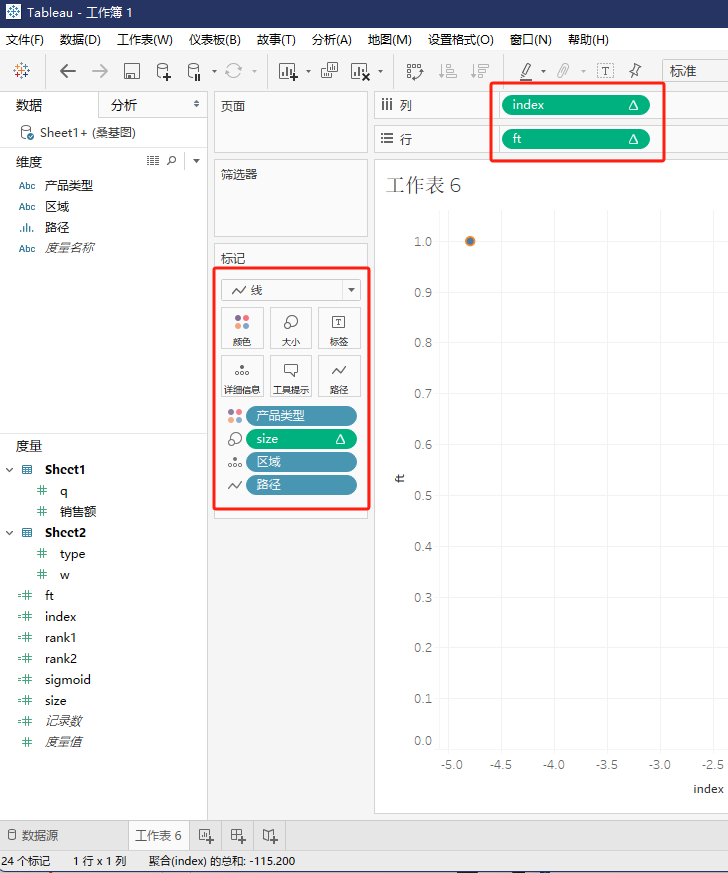 Tableau - 工作簿 1
文件(F) 数据(D) 工作表(W) 仪表板(B) 故事(T) 分析(A) 地图(M) 设置格式(O) 窗口(N) 帮助(H)
标准
数据 分析
Sheet1+ (桑基图)
维度
Abc 产品类型
Abc 区域
路径
Abc 度量名称
度量
Sheet1
q
销售额
Sheet2
type
w
ft
index
rank1
rank2
sigmoid
size
记录数
度量值
页面
筛选器
标记
线
颜色 大小 标签
详细信息 工具提示 路径
产品类型
size
区域
路径
列 index
行 ft
工作表 6
1.0
0.9
0.8
0.7
0.6
0.5
0.4
0.3
0.2
0.1
0.0
ft
-5.0 -4.5 -4.0 -3.5 -3.0 -2.5
index
数据源 工作表 6
24 个标记 1 行 x 1 列 聚合(index) 的总和: -115.200